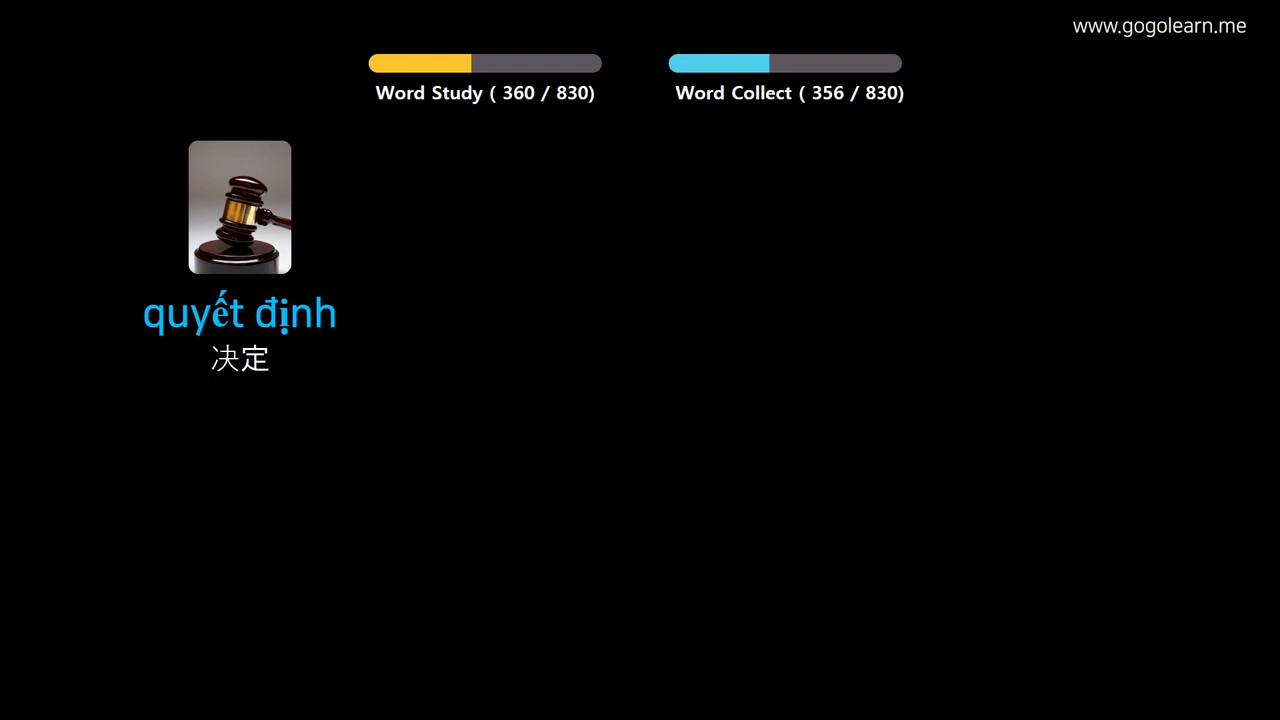 www.gogolearn.me
Word Study ( 360 / 830)
Word Collect ( 356 / 830)
quyết định
决定